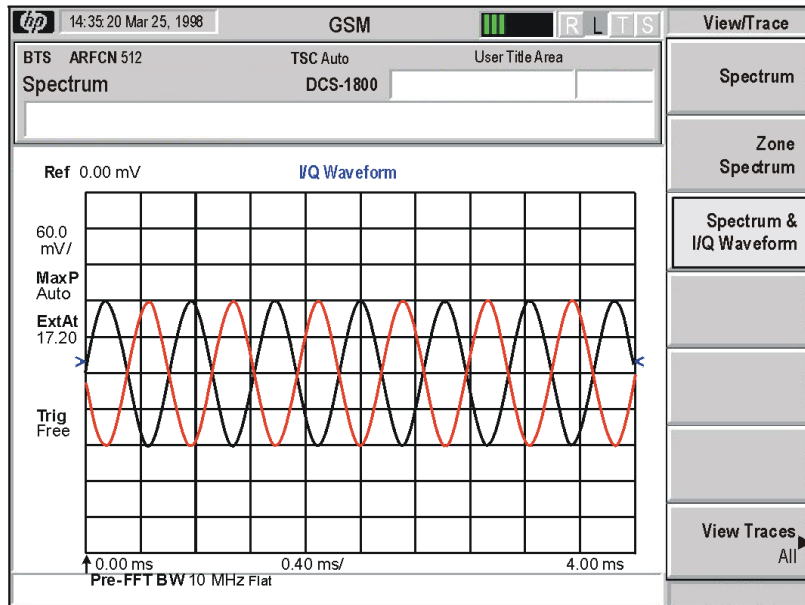 hp 14:35:20 Mar 25, 1998 GSM R L T S View/Trace
BTS ARFCN 512 TSC Auto User Title Area
Spectrum DCS-1800
Spectrum
Zone
Spectrum
Spectrum &
I/Q Waveform
View Traces
All
Ref 0.00 mV I/Q Waveform
60.0
mV/
MaxP
Auto
ExtAt
17.20
Trig
Free
0.00 ms 0.40 ms/ 4.00 ms
Pre-FFT BW 10 MHz Flat